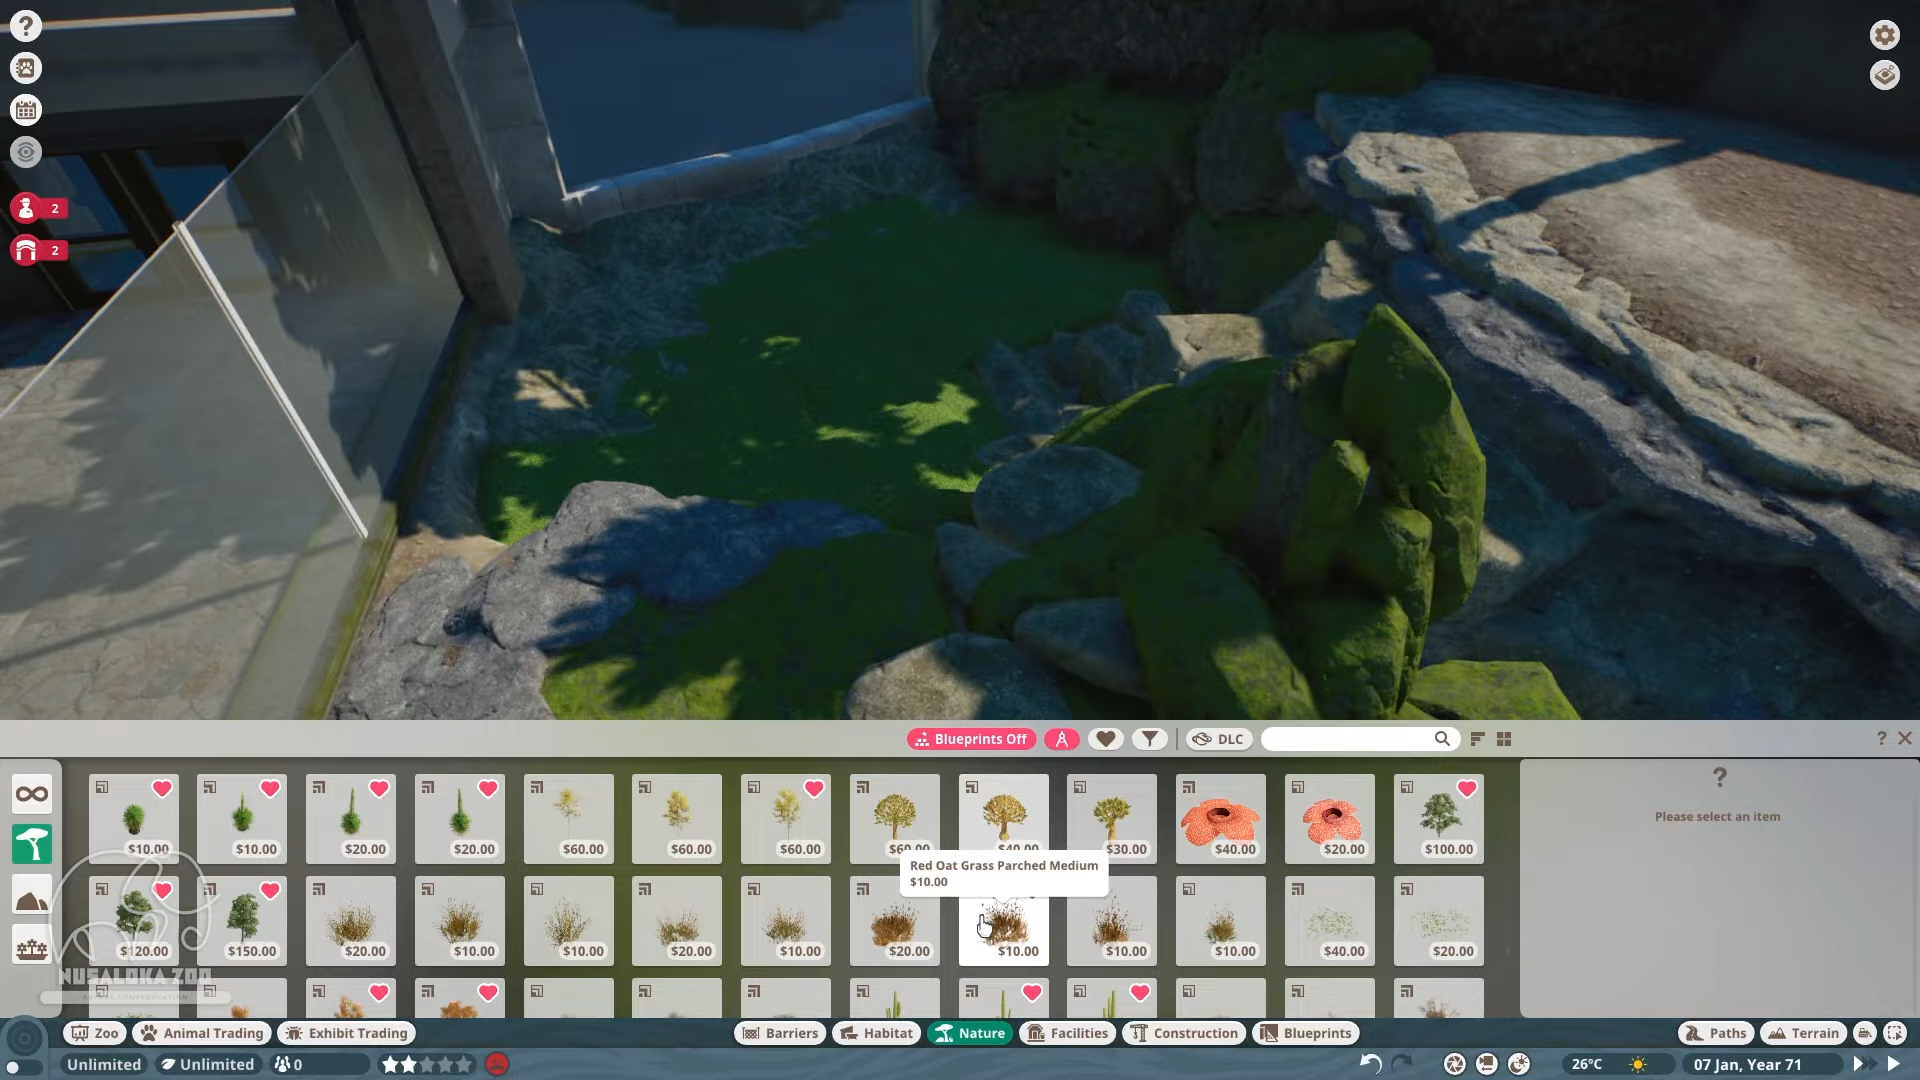 ?
2
2
Blueprints Off
DLC
?
$10.00
$10.00
$20.00
$20.00
$60.00
$60.00
$60.00
$60.00
$40.00
$30.00
$40.00
$20.00
$100.00
?
Please select an item
Red Oat Grass Parched Medium
$10.00
$120.00
$150.00
$20.00
$10.00
$10.00
$20.00
$10.00
$20.00
$10.00
$10.00
$10.00
$40.00
$20.00
NUSALOKA ZOO
Zoo
Animal Trading
Exhibit Trading
Barriers
Habitat
Nature
Facilities
Construction
Blueprints
Paths
Terrain
Unlimited
Unlimited
0
26°C
07 Jan, Year 71